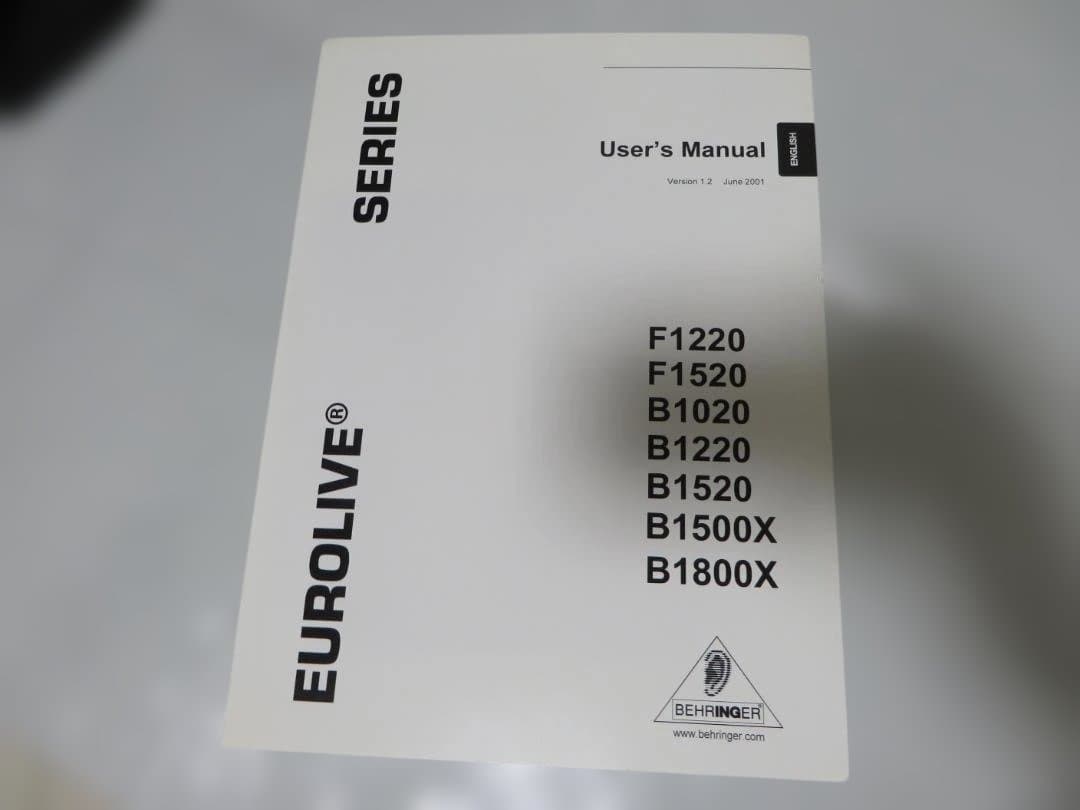 EUROLIVE® SERIES
User's Manual
ENGLISH
Version 1.2 June 2001
F1220
F1520
B1020
B1220
B1520
B1500X
B1800X
BEHRINGER®
www.behringer.com